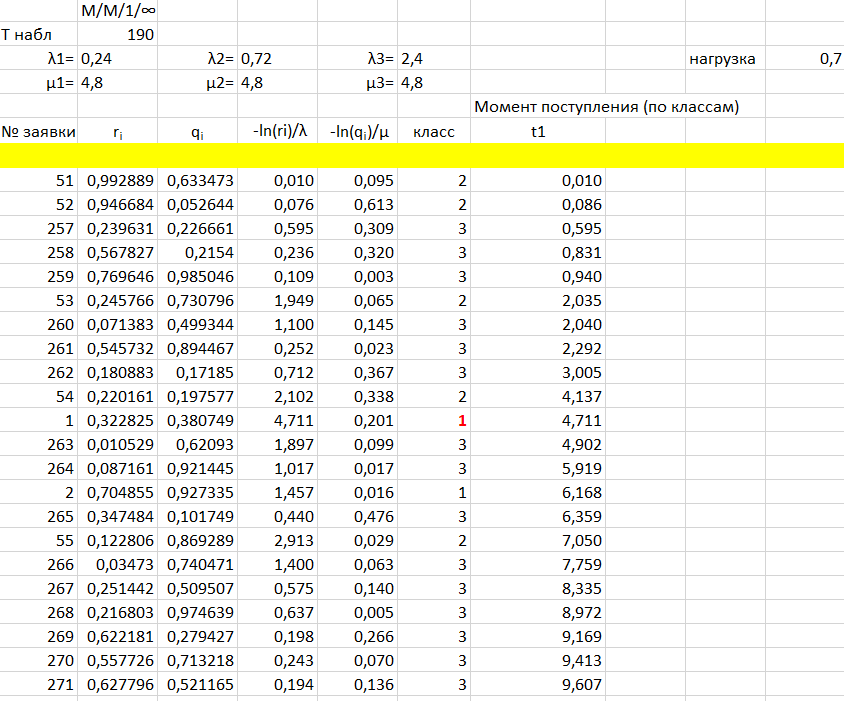 M/M/1/∞
T набл 190
λ1= 0,24 λ2= 0,72 λ3= 2,4 нагрузка 0,7
μ1= 4,8 μ2= 4,8 μ3= 4,8
Момент поступления (по классам)
№ заявки rᵢ qᵢ -ln(ri)/λ -ln(qᵢ)/μ класс t1
51 0,992889 0,633473 0,010 0,095 2 0,010
52 0,946684 0,052644 0,076 0,613 2 0,086
257 0,239631 0,226661 0,595 0,309 3 0,595
258 0,567827 0,2154 0,236 0,320 3 0,831
259 0,769646 0,985046 0,109 0,003 3 0,940
53 0,245766 0,730796 1,949 0,065 2 2,035
260 0,071383 0,499344 1,100 0,145 3 2,040
261 0,545732 0,894467 0,252 0,023 3 2,292
262 0,180883 0,17185 0,712 0,367 3 3,005
54 0,220161 0,197577 2,102 0,338 2 4,137
1 0,322825 0,380749 4,711 0,201 1 4,711
263 0,010529 0,62093 1,897 0,099 3 4,902
264 0,087161 0,921445 1,017 0,017 3 5,919
2 0,704855 0,927335 1,457 0,016 1 6,168
265 0,347484 0,101749 0,440 0,476 3 6,359
55 0,122806 0,869289 2,913 0,029 2 7,050
266 0,03473 0,740471 1,400 0,063 3 7,759
267 0,251442 0,509507 0,575 0,140 3 8,335
268 0,216803 0,974639 0,637 0,005 3 8,972
269 0,622181 0,279427 0,198 0,266 3 9,169
270 0,557726 0,713218 0,243 0,070 3 9,413
271 0,627796 0,521165 0,194 0,136 3 9,607